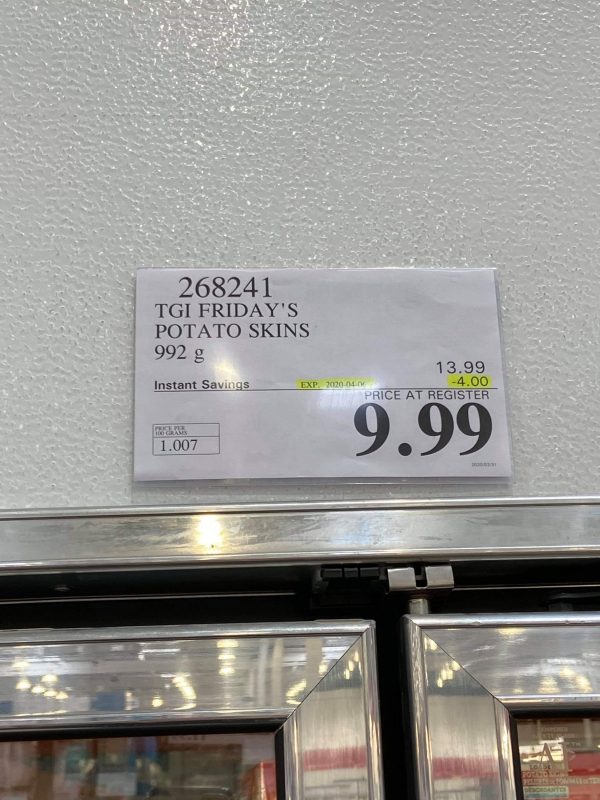 268241
TGI FRIDAY'S
POTATO SKINS
992 g
13.99
Instant Savings EXP. 2020-04-06 -4.00
PRICE AT REGISTER
9.99
PRICE PER
100 GRAMS
1.007
2020/03/31